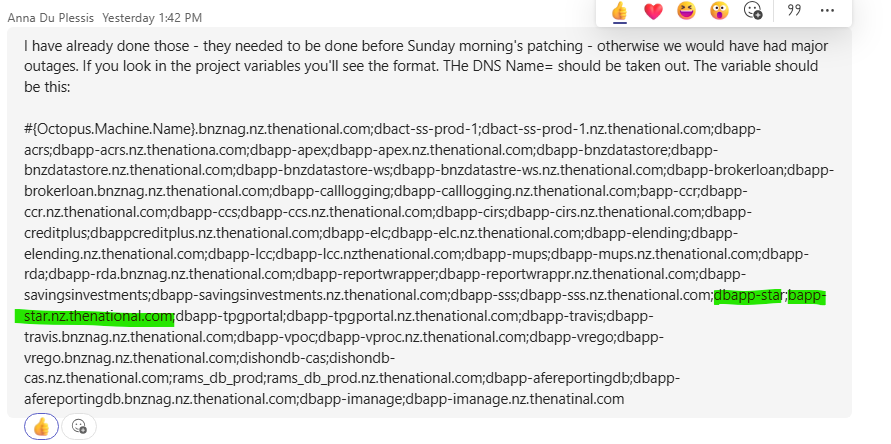 Anna Du Plessis Yesterday 1:42 PM
I have already done those - they needed to be done before Sunday morning's patching - otherwise we would have had major
outages. If you look in the project variables you'll see the format. THe DNS Name= should be taken out. The variable should
be this:
#{Octopus.Machine.Name}.bnznag.nz.thenational.com;dbact-ss-prod-1;dbact-ss-prod-1.nz.thenational.com;dbapp-
acrs;dbapp-acrs.nz.thenationa.com;dbapp-apex;dbapp-apex.nz.thenational.com;dbapp-bnzdatastore;dbapp-
bnzdatastore.nz.thenational.com;dbapp-bnzdatastore-ws;dbapp-bnzdatastre-ws.nz.thenational.com;dbapp-brokerloan;dbapp-
brokerloan.bnznag.nz.thenational.com;dbapp-calllogging;dbapp-calllogging.nz.thenational.com;bapp-ccr;dbapp-
ccr.nz.thenational.com;dbapp-ccs;dbapp-ccs.nz.thenational.com;dbapp-cirs;dbapp-cirs.nz.thenational.com;dbapp-
creditplus;dbappcreditplus.nz.thenational.com;dbapp-elc;dbapp-elc.nz.thenational.com;dbapp-elending;dbapp-
elending.nz.thenational.com;dbapp-lcc;dbapp-lcc.nzthenational.com;dbapp-mups;dbapp-mups.nz.thenational.com;dbapp-
rda;dbapp-rda.bnznag.nz.thenational.com;dbapp-reportwrapper;dbapp-reportwrappr.nz.thenational.com;dbapp-
savingsinvestments;dbapp-savingsinvestments.nz.thenational.com;dbapp-sss;dbapp-sss.nz.thenational.com;dbapp-star;bapp-
star.nz.thenational.com;dbapp-tpgportal;dbapp-tpgportal.nz.thenational.com;dbapp-travis;dbapp-
travis.bnznag.nz.thenational.com;dbapp-vpoc;dbapp-vproc.nz.thenational.com;dbapp-vrego;dbapp-
vrego.bnznag.nz.thenational.com;dishondb-cas;dishondb-
cas.nz.thenational.com;rams_db_prod;rams_db_prod.nz.thenational.com;dbapp-afereportingdb;dbapp-
afereportingdb.bnznag.nz.thenational.com;dbapp-imanage;dbapp-imanage.nz.thenatinal.com